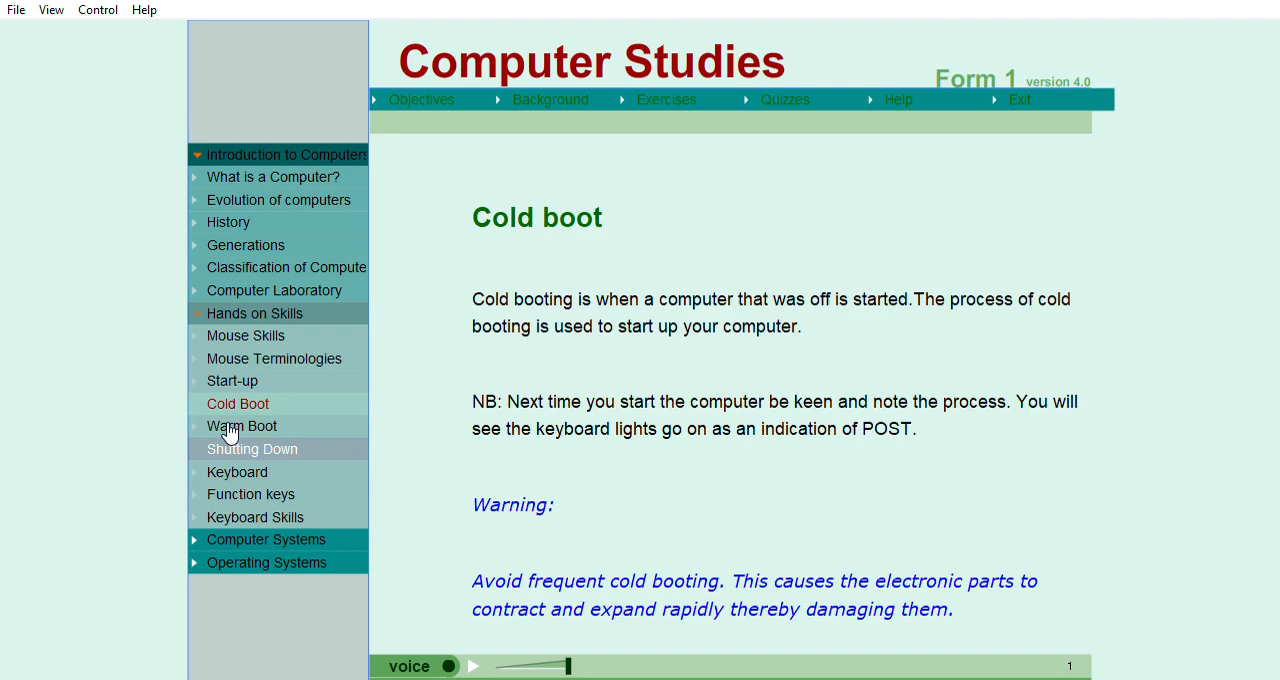 File View Control Help
Computer Studies
Form 1 version 4.0
Objectives Background Exercises Quizzes Help Exit
Introduction to Computers
What is a Computer?
Evolution of computers
History
Generations
Classification of Compute
Computer Laboratory
Hands on Skills
Mouse Skills
Mouse Terminologies
Start-up
Cold Boot
Warm Boot
Shutting Down
Keyboard
Function keys
Keyboard Skills
Computer Systems
Operating Systems
Cold boot
Cold booting is when a computer that was off is started.The process of cold
booting is used to start up your computer.
NB: Next time you start the computer be keen and note the process. You will
see the keyboard lights go on as an indication of POST.
Warning:
Avoid frequent cold booting. This causes the electronic parts to
contract and expand rapidly thereby damaging them.
voice 1